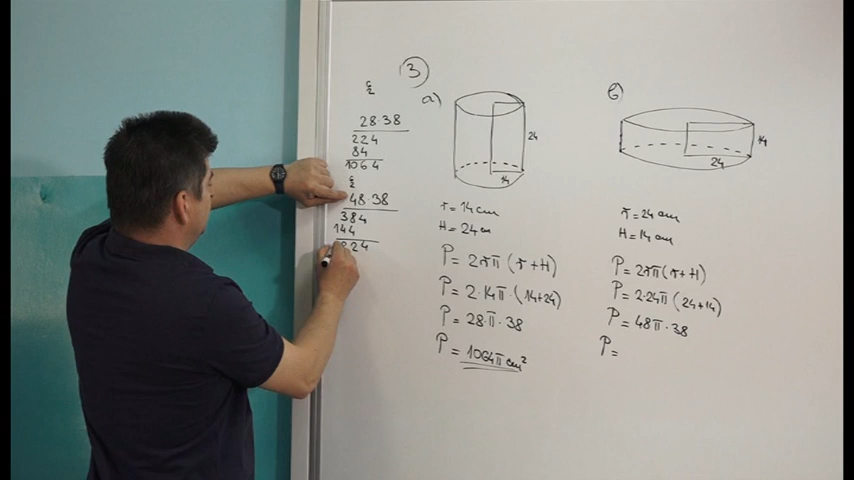 3
28·38
224
84
1064
48·38
384
144
824
a)
24
14
r = 14 cm
H = 24 cm
P = 2rπ (r+H)
P = 2·14π·(14+24)
P = 28·π·38
P = 1064π cm²
б)
14
24
r = 24 cm
H = 14 cm
P = 2rπ (r+H)
P = 2·24π (24+14)
P = 48π·38
P =